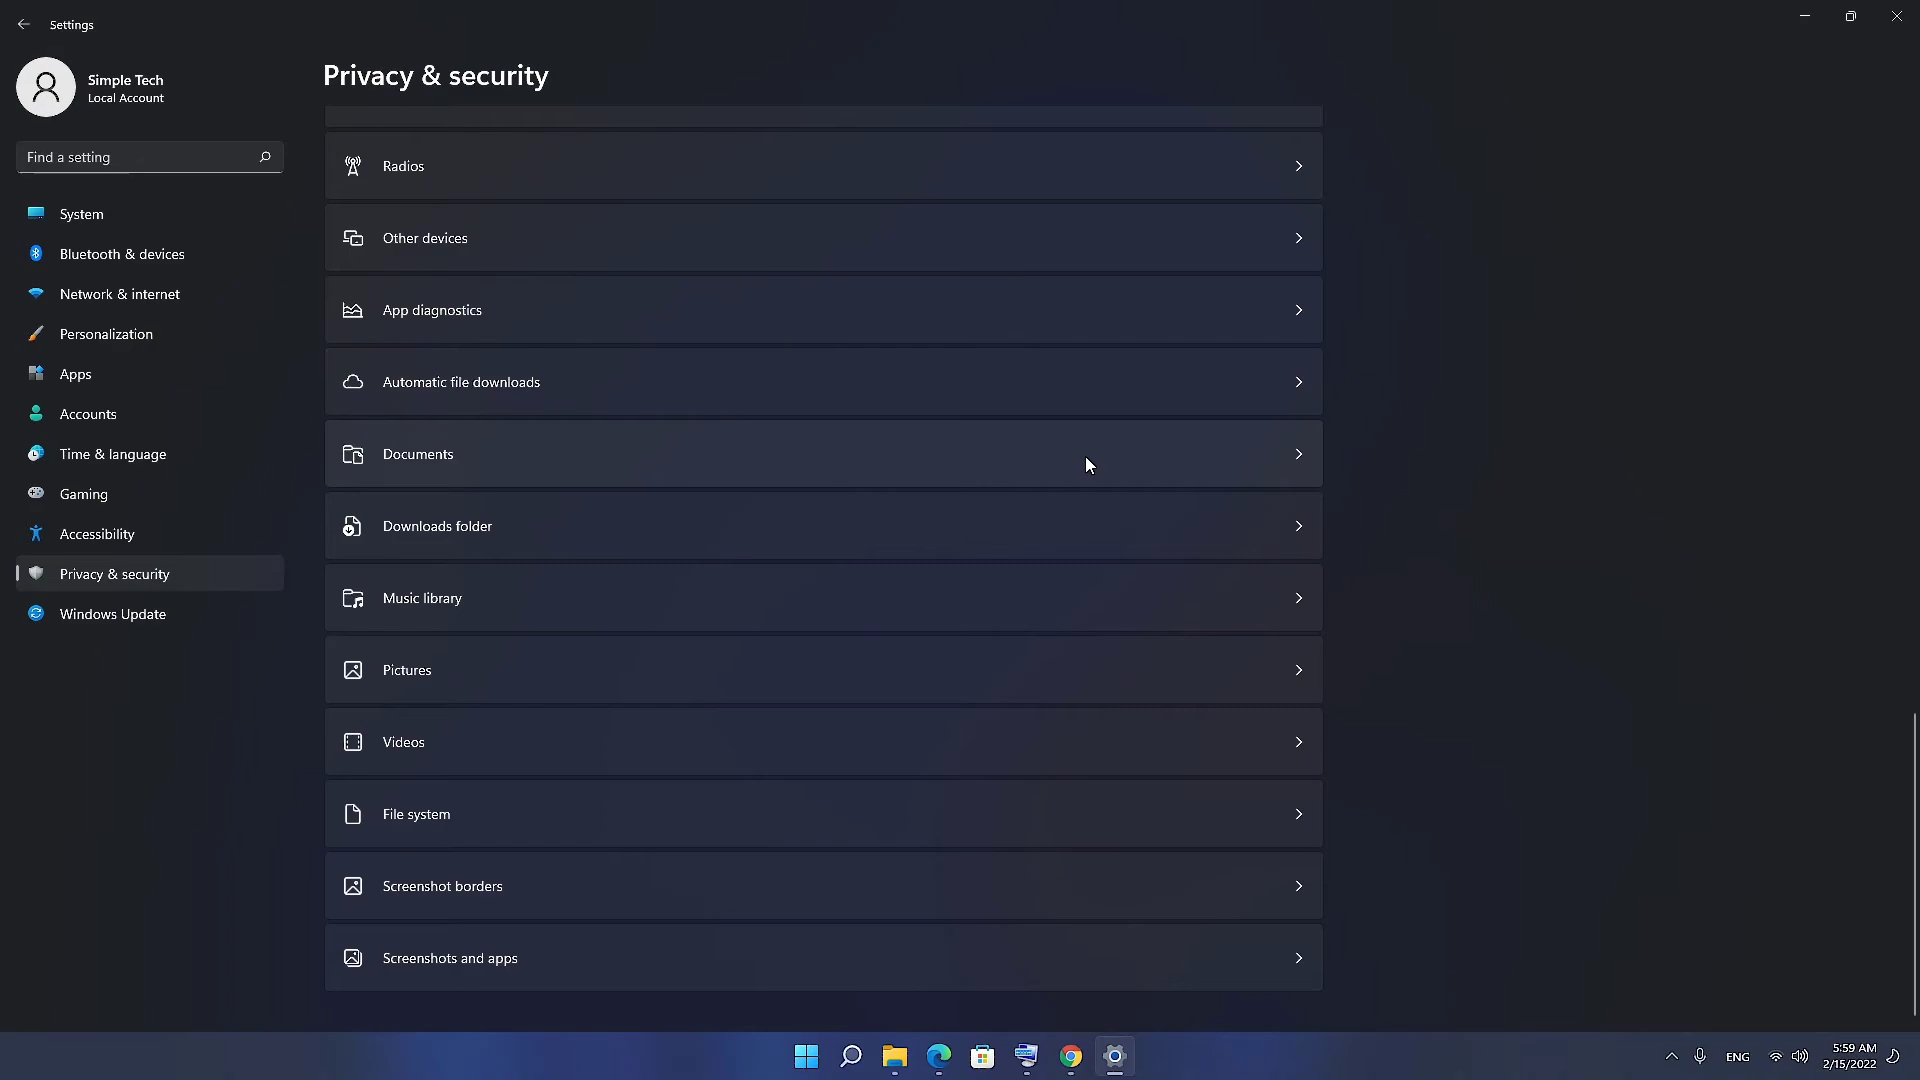 Settings
Simple Tech
Local Account
Find a setting
System
Bluetooth & devices
Network & internet
Personalization
Apps
Accounts
Time & language
Gaming
Accessibility
Privacy & security
Windows Update
Privacy & security
Radios
Other devices
App diagnostics
Automatic file downloads
Documents
Downloads folder
Music library
Pictures
Videos
File system
Screenshot borders
Screenshots and apps
ENG
5:59 AM
2/15/2022